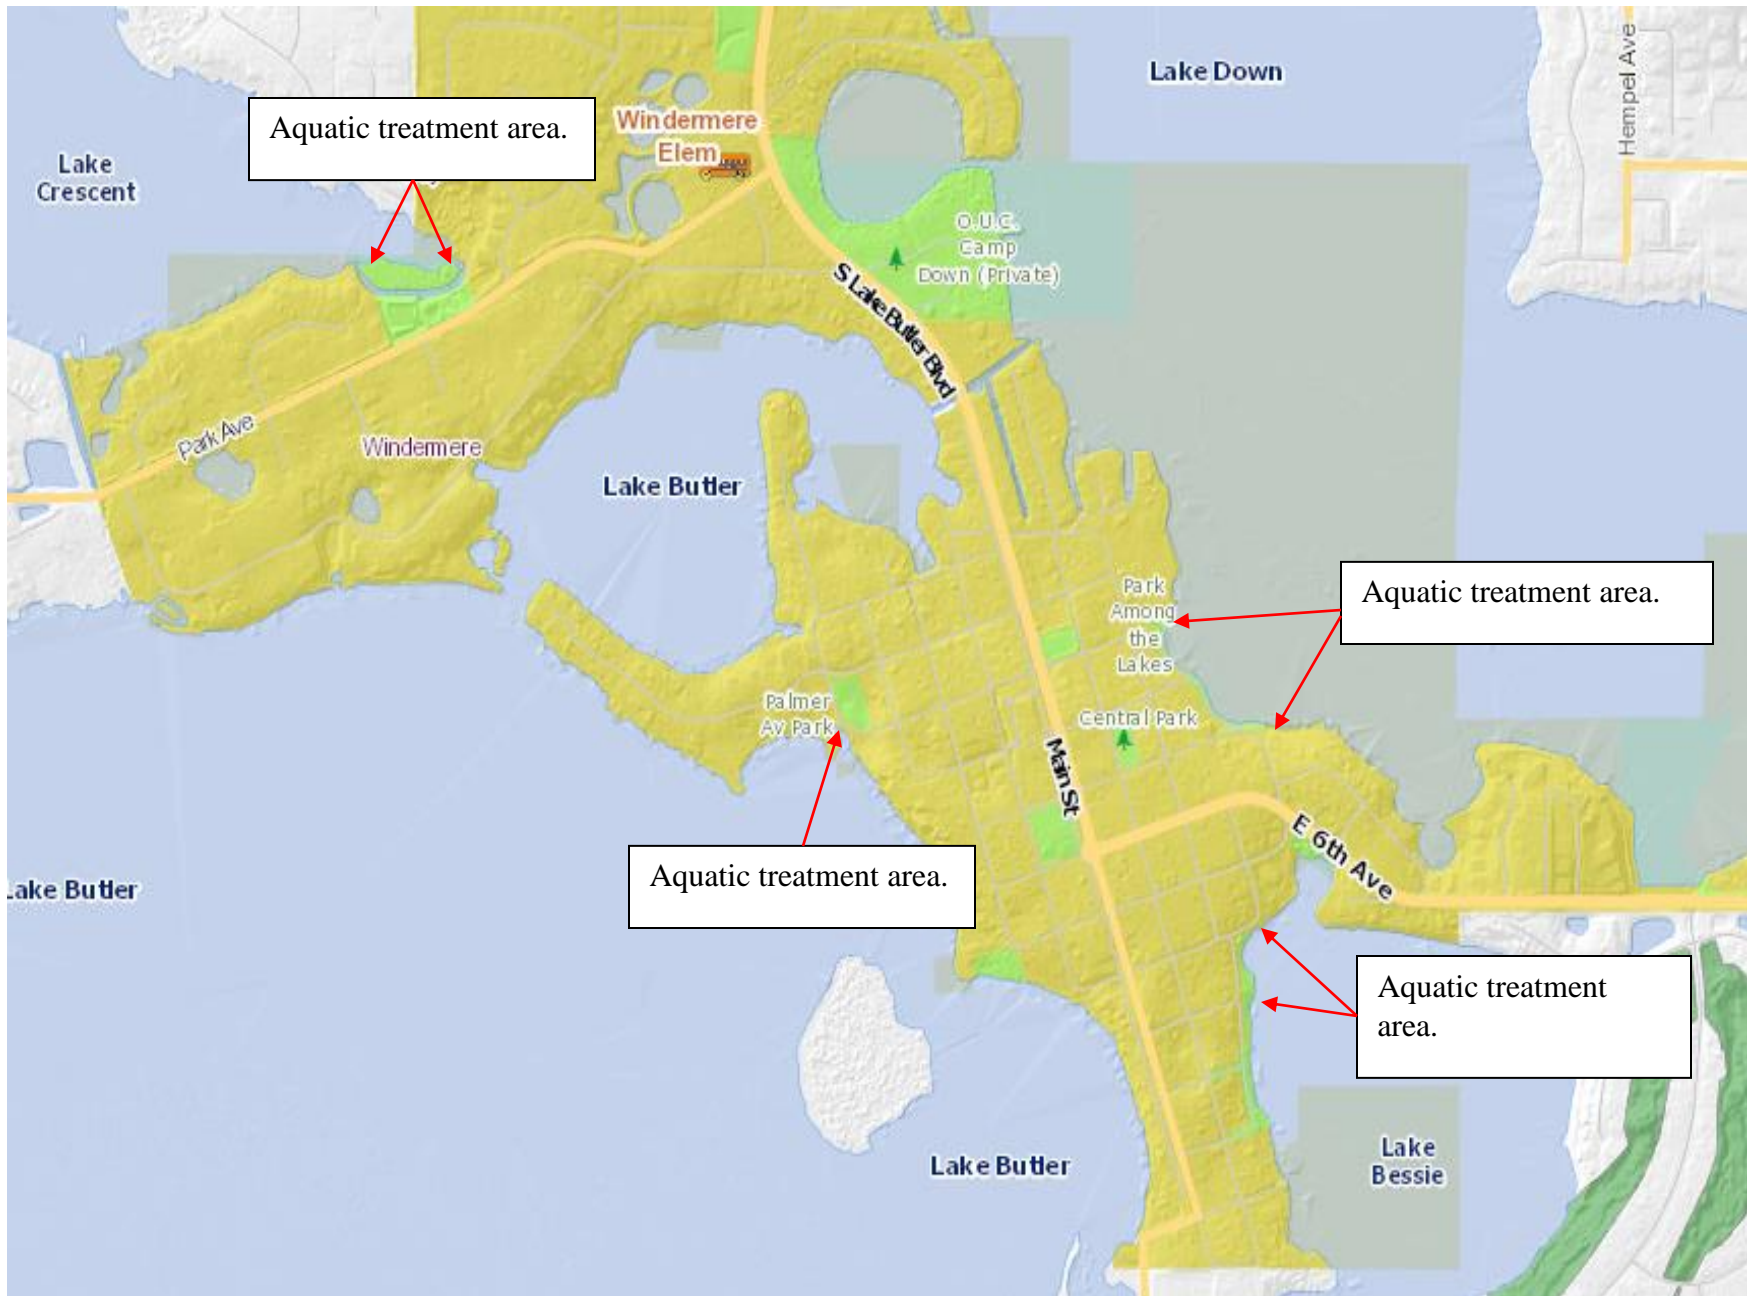 Lake Down
Hempel Ave
Aquatic treatment area.
Windermere
Elem
Lake
Crescent
O.U.C.
Camp
Down (Private)
S Lake Butler Blvd
Park Ave
Windermere
Lake Butler
Park
Among
the
Lakes
Aquatic treatment area.
Palmer
Av Park
Central Park
Main St
E 6th Ave
Aquatic treatment area.
Lake Butler
Aquatic treatment
area.
Lake Butler
Lake
Bessie